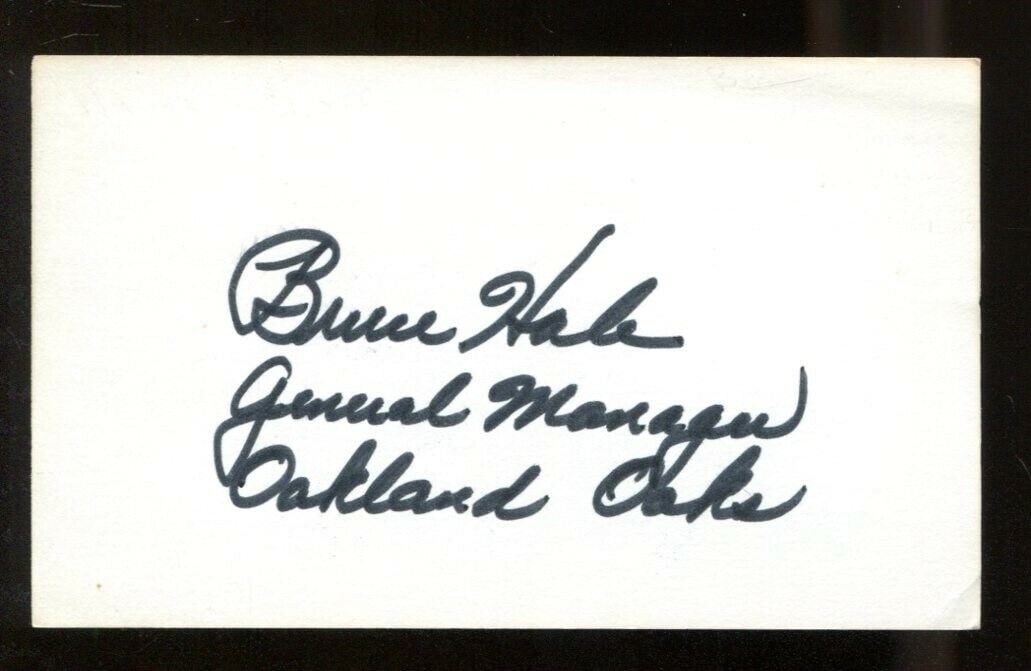 Bruce Hale
General Manager
Oakland Oaks